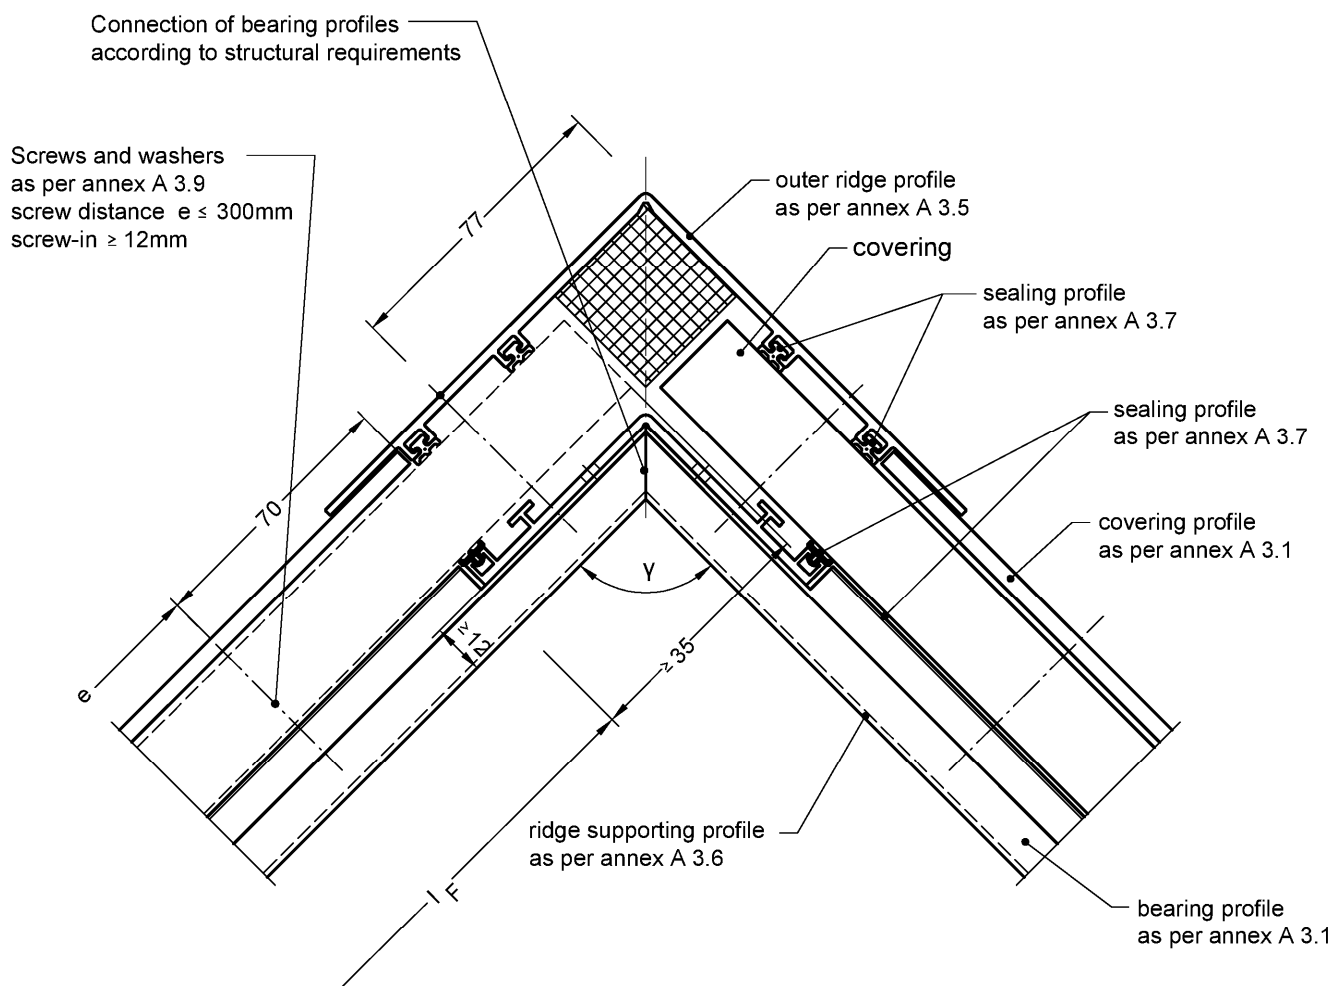 Connection of bearing profiles
according to structural requirements
Screws and washers
as per annex A 3.9
screw distance e ≤ 300mm
screw-in ≥ 12mm
77
outer ridge profile
as per annex A 3.5
covering
sealing profile
as per annex A 3.7
sealing profile
as per annex A 3.7
70
covering profile
as per annex A 3.1
γ
≥ 12
≥ 35
e
ridge supporting profile
as per annex A 3.6
l F
bearing profile
as per annex A 3.1